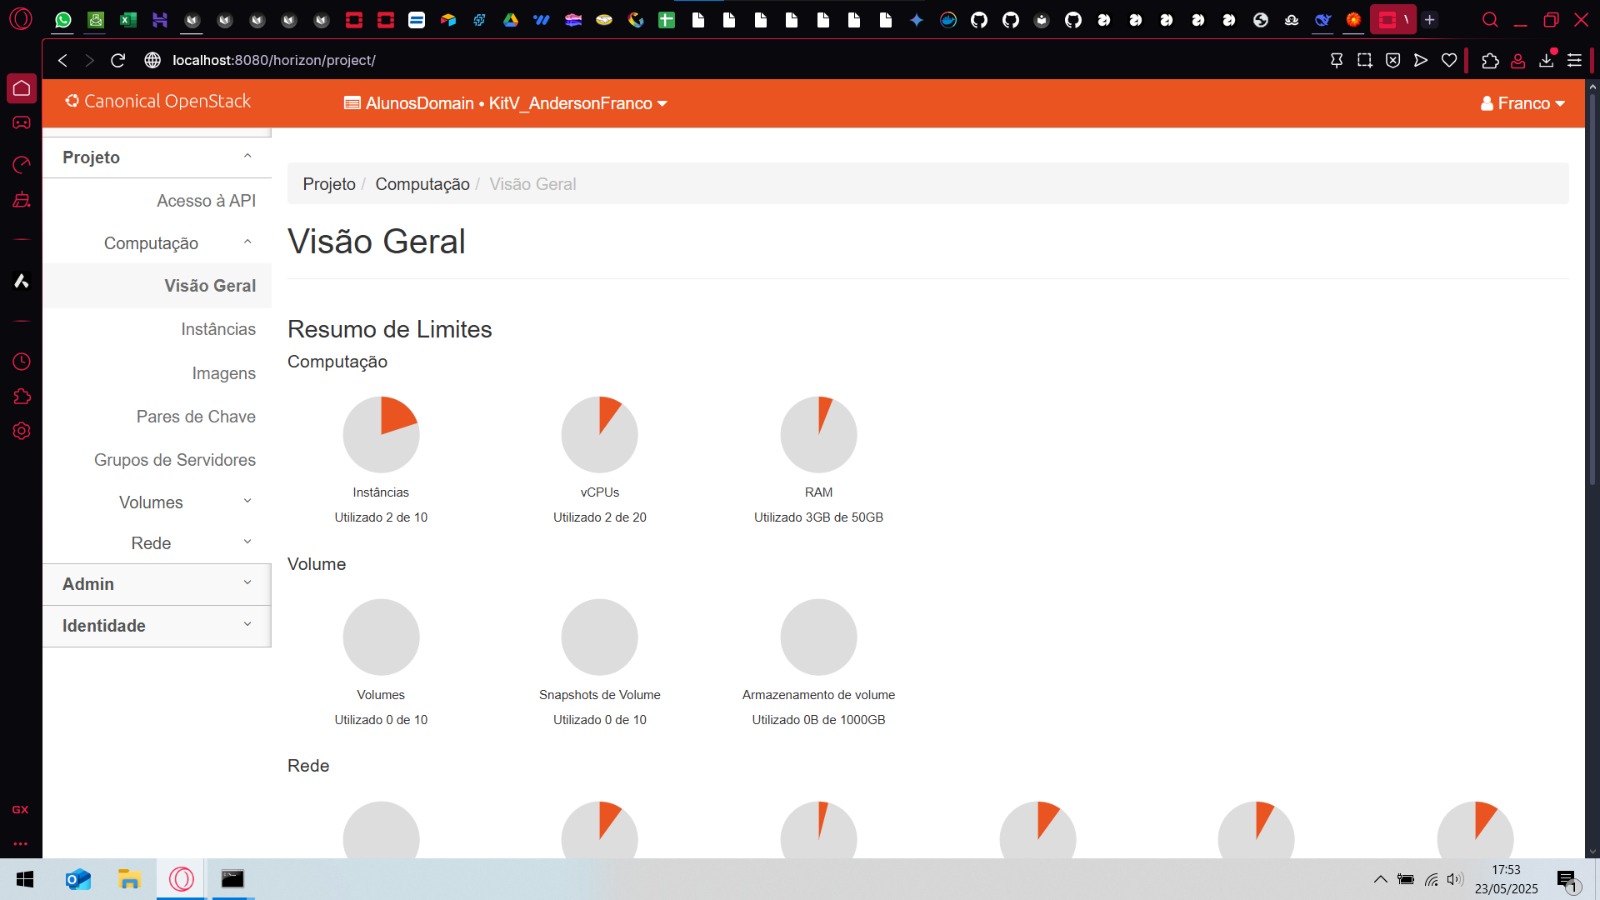 localhost:8080/horizon/project/
Canonical OpenStack
AlunosDomain • KitV_AndersonFranco
Franco
Projeto
Acesso à API
Computação
Visão Geral
Instâncias
Imagens
Pares de Chave
Grupos de Servidores
Volumes
Rede
Admin
Identidade
Projeto / Computação / Visão Geral
Visão Geral
Resumo de Limites
Computação
Instâncias
Utilizado 2 de 10
vCPUs
Utilizado 2 de 20
RAM
Utilizado 3GB de 50GB
Volume
Volumes
Utilizado 0 de 10
Snapshots de Volume
Utilizado 0 de 10
Armazenamento de volume
Utilizado 0B de 1000GB
Rede
GX
17:53
23/05/2025
1